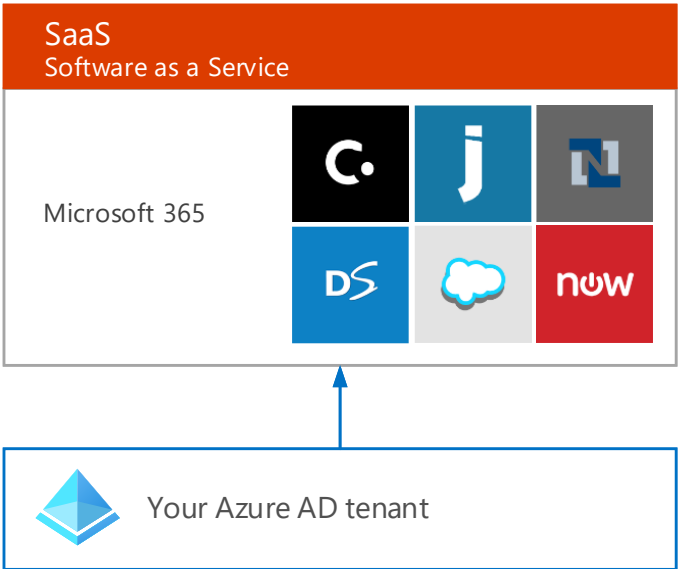 SaaS
Software as a Service
Microsoft 365
C.
j
N
DS
now
Your Azure AD tenant